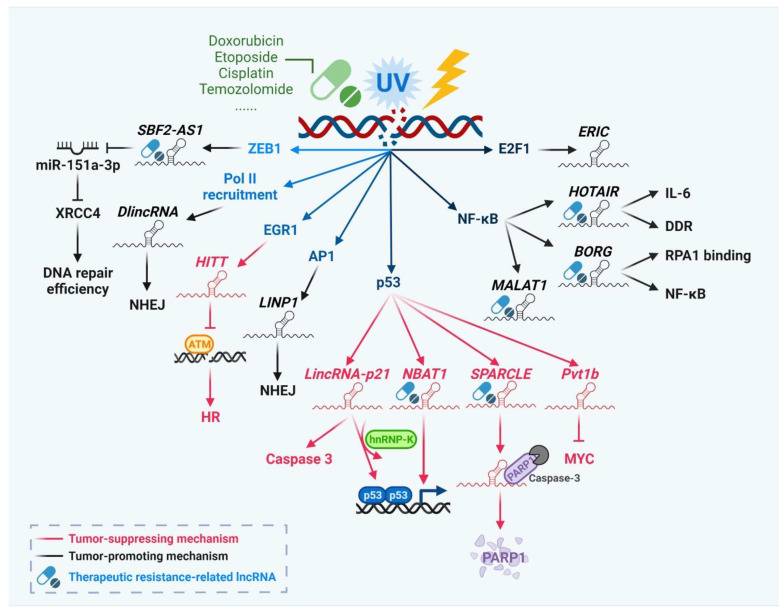 Doxorubicin
Etoposide
Cisplatin
Temozolomide
......
UV
SBF2-AS1
ZEB1
E2F1
ERIC
miR-151a-3p
Pol II
recruitment
HOTAIR
IL-6
XRCC4
DlincRNA
EGR1
NF-κB
DDR
BORG
RPA1 binding
DNA repair
efficiency
HITT
AP1
p53
MALAT1
NF-κB
NHEJ
LINP1
ATM
NHEJ
LincRNA-p21
NBAT1
SPARCLE
Pvt1b
HR
hnRNP-K
Caspase 3
MYC
PARP1
Caspase-3
p53
p53
PARP1
Tumor-suppressing mechanism
Tumor-promoting mechanism
Therapeutic resistance-related lncRNA